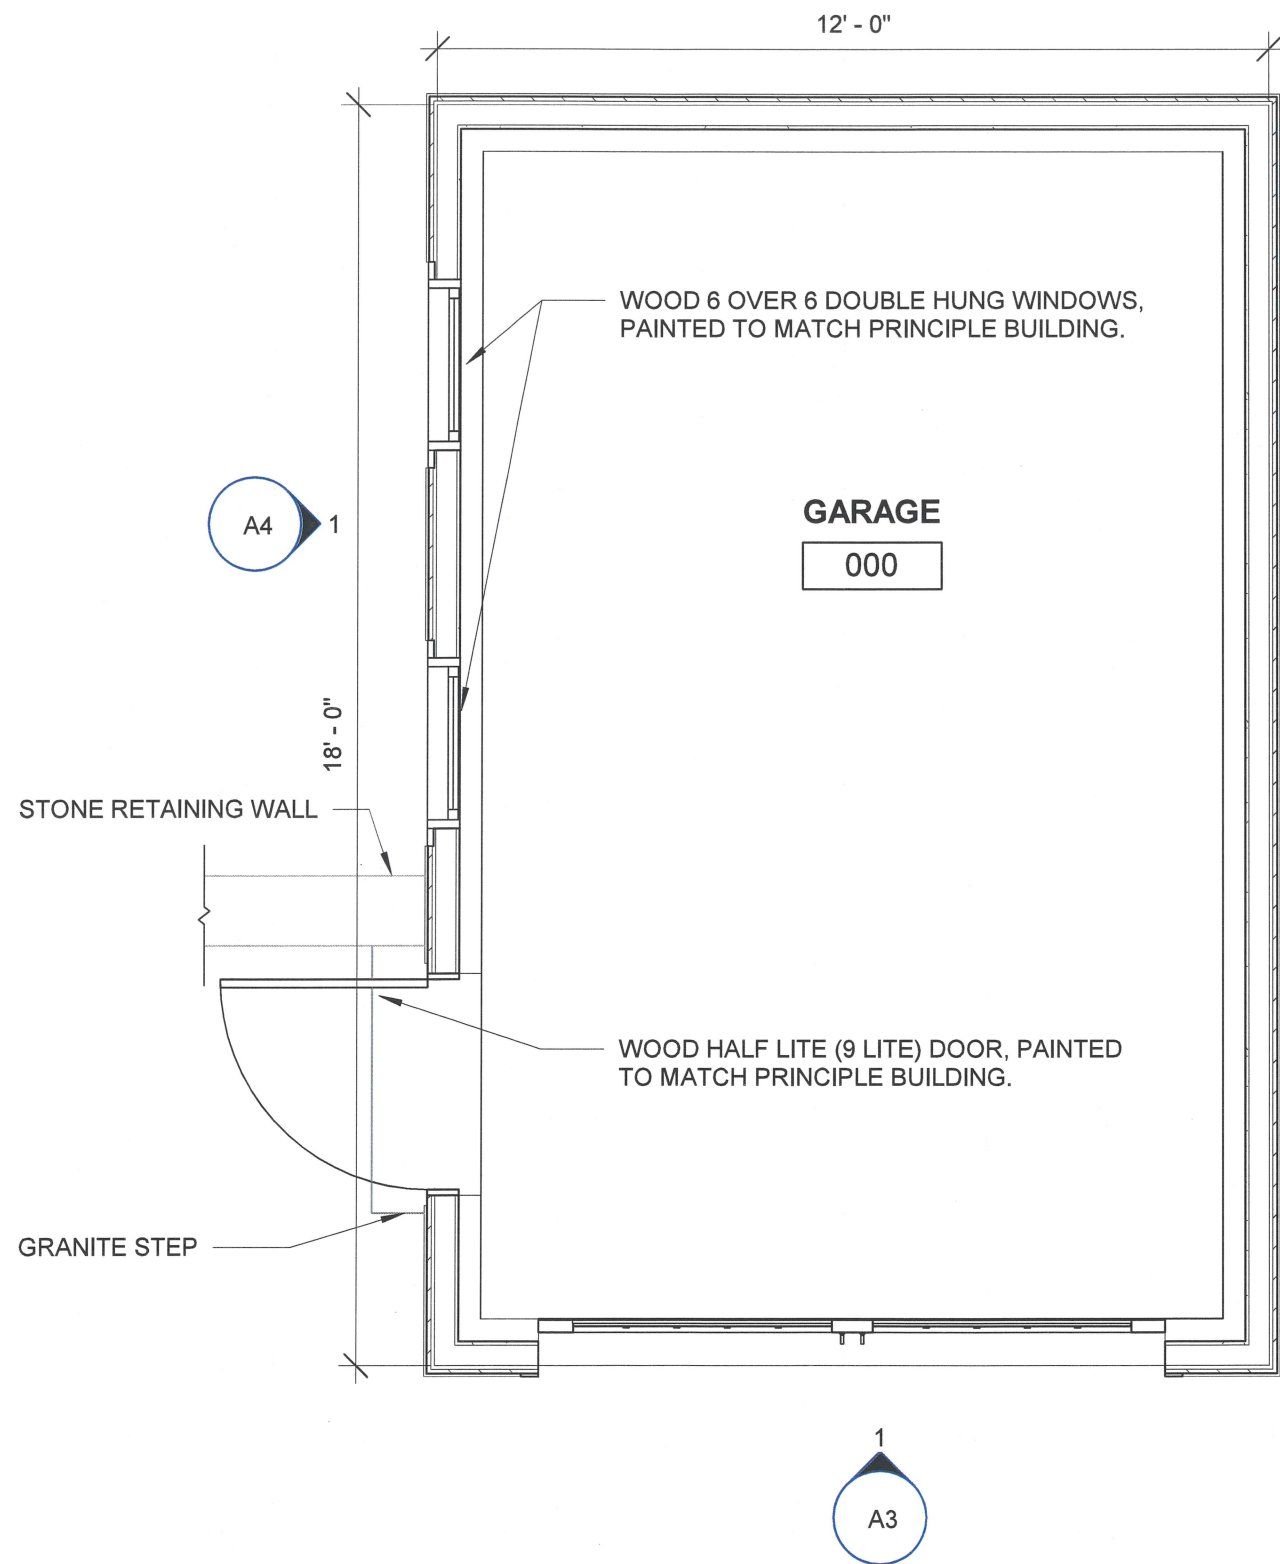 12' - 0"
WOOD 6 OVER 6 DOUBLE HUNG WINDOWS,
PAINTED TO MATCH PRINCIPLE BUILDING.
GARAGE
000
A4
1
18' - 0"
STONE RETAINING WALL
WOOD HALF LITE (9 LITE) DOOR, PAINTED
TO MATCH PRINCIPLE BUILDING.
GRANITE STEP
1
A3